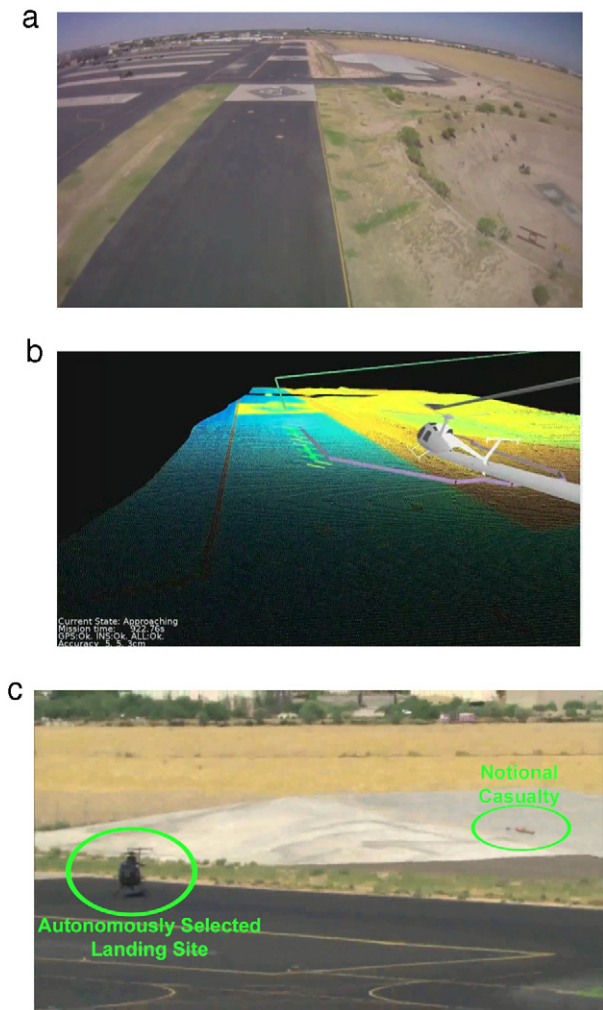 a
b
Current State: Approaching
Mission time: 922.76s
GPS:Ok. INS:Ok. ALL:Ok.
Accuracy 5, 5, 3cm
c
Notional
Casualty
Autonomously Selected
Landing Site